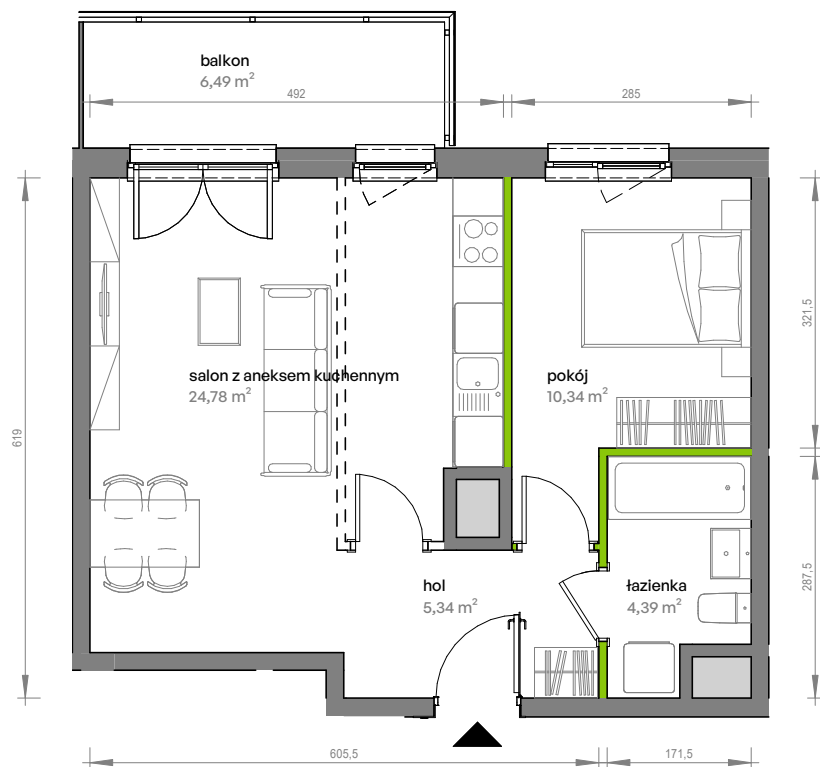 balkon
6,49 m²
492
285
321,5
salon z aneksem kuchennym
24,78 m²
pokój
10,34 m²
619
hol
5,34 m²
łazienka
4,39 m²
287,5
605,5
171,5